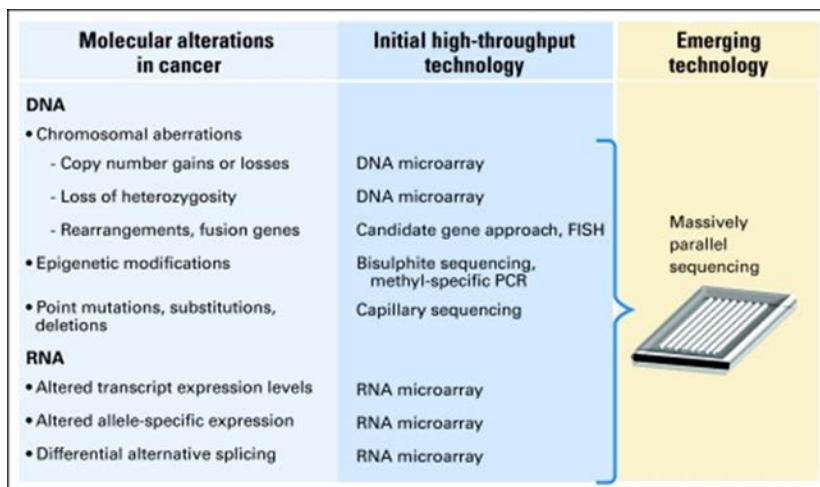 Molecular alterations
in cancer
Initial high-throughput
technology
Emerging
technology
DNA
• Chromosomal aberrations
- Copy number gains or losses
DNA microarray
- Loss of heterozygosity
DNA microarray
- Rearrangements, fusion genes
Candidate gene approach, FISH
• Epigenetic modifications
Bisulphite sequencing,
methyl-specific PCR
• Point mutations, substitutions,
deletions
Capillary sequencing
RNA
• Altered transcript expression levels
RNA microarray
• Altered allele-specific expression
RNA microarray
• Differential alternative splicing
RNA microarray
Massively
parallel
sequencing